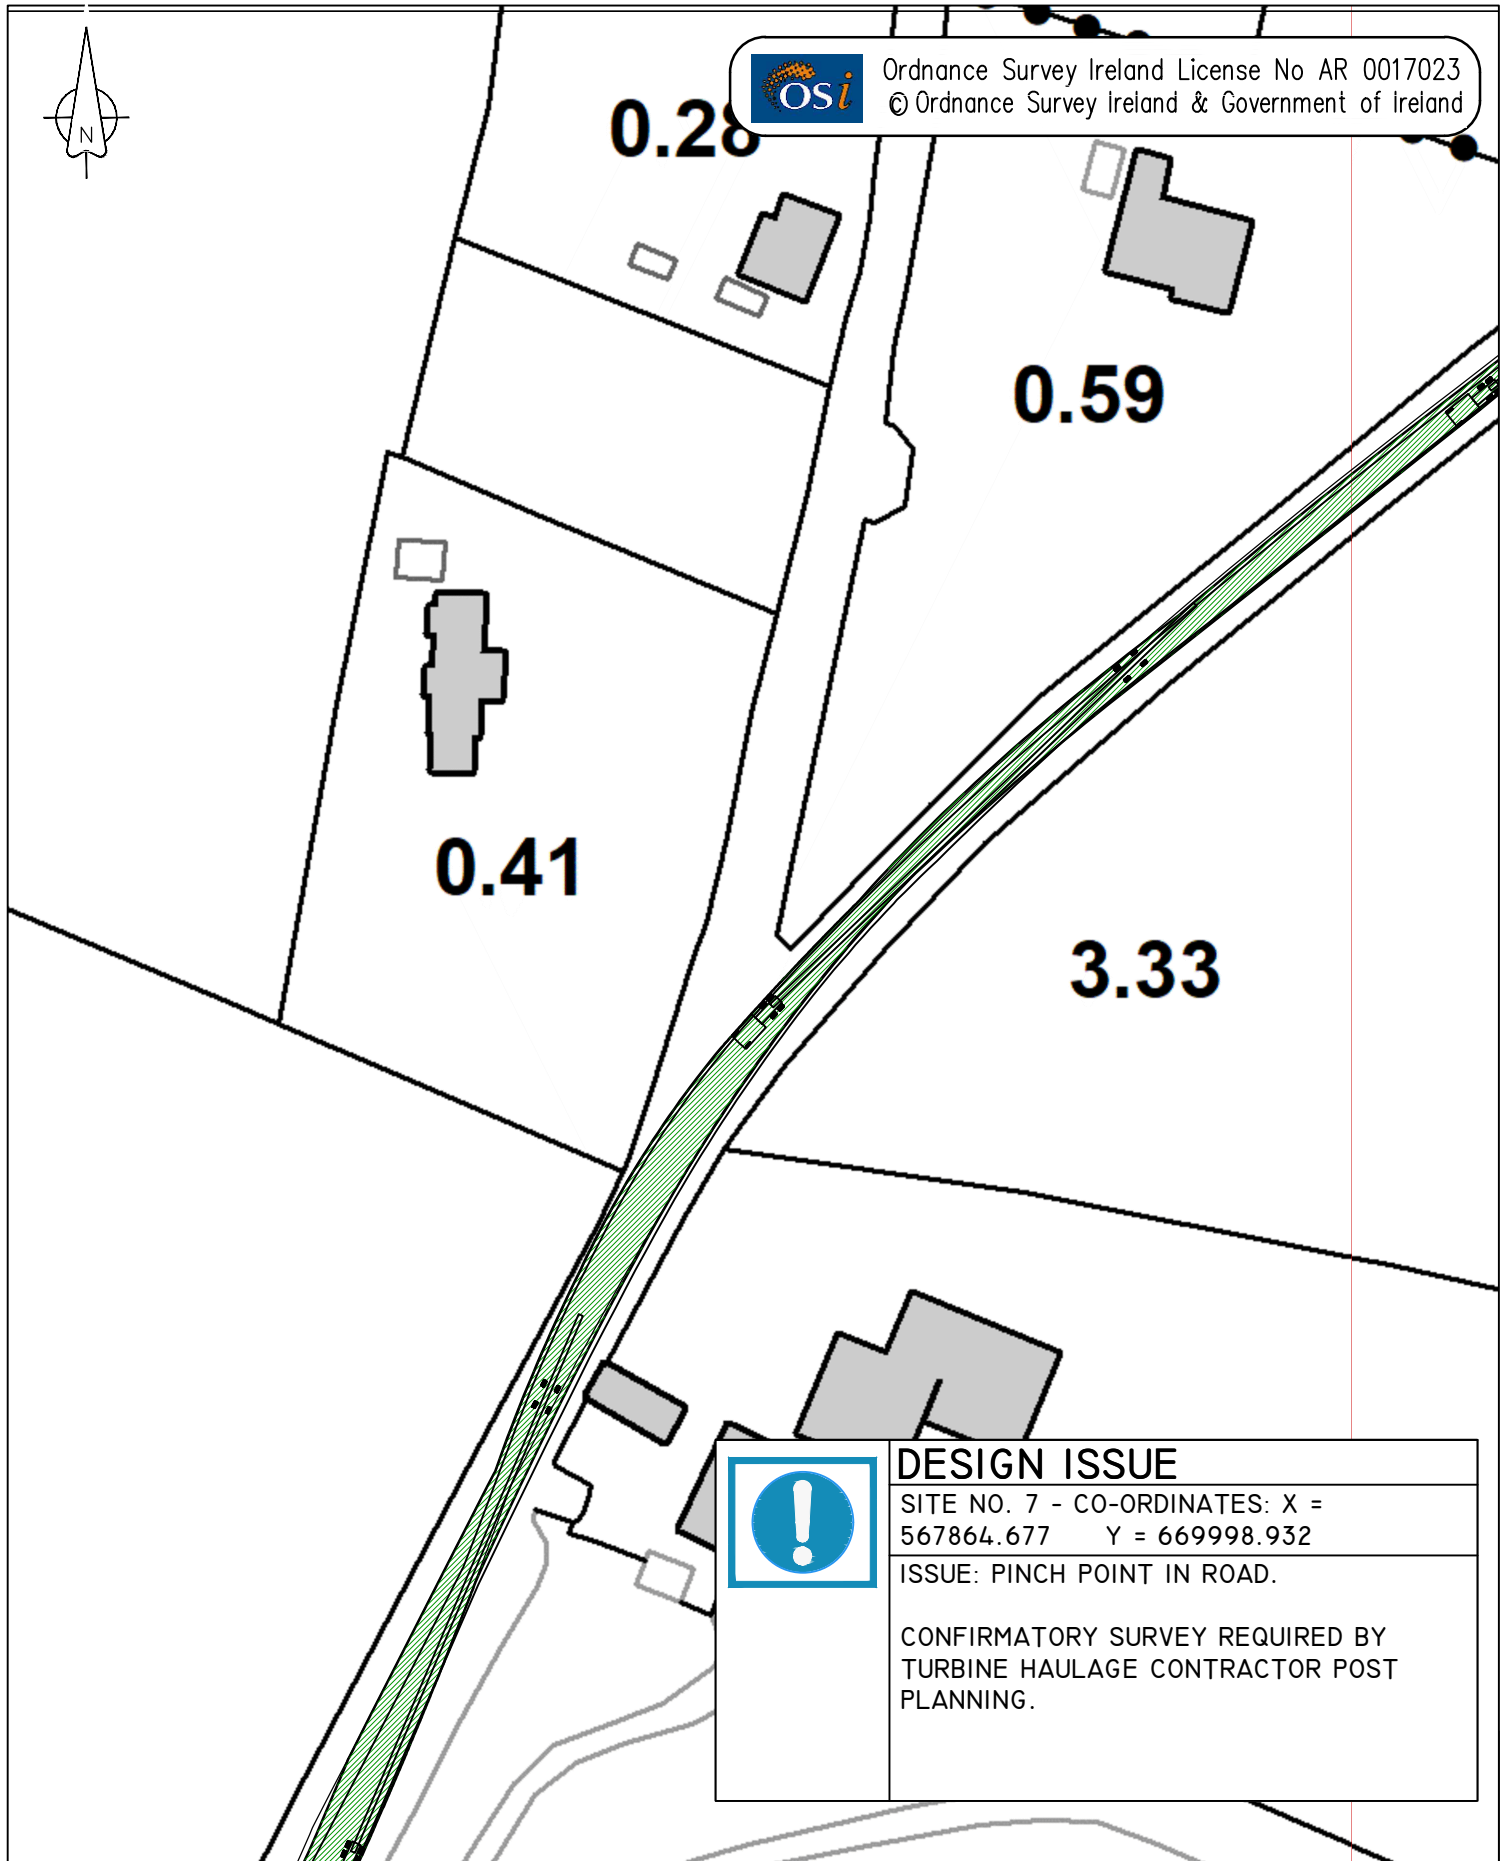 N
OSi
Ordnance Survey Ireland License No AR 0017023
© Ordnance Survey Ireland & Government of Ireland
0.28
0.59
0.41
3.33
DESIGN ISSUE
SITE NO. 7 - CO-ORDINATES: X =
567864.677 Y = 669998.932
ISSUE: PINCH POINT IN ROAD.
CONFIRMATORY SURVEY REQUIRED BY
TURBINE HAULAGE CONTRACTOR POST
PLANNING.